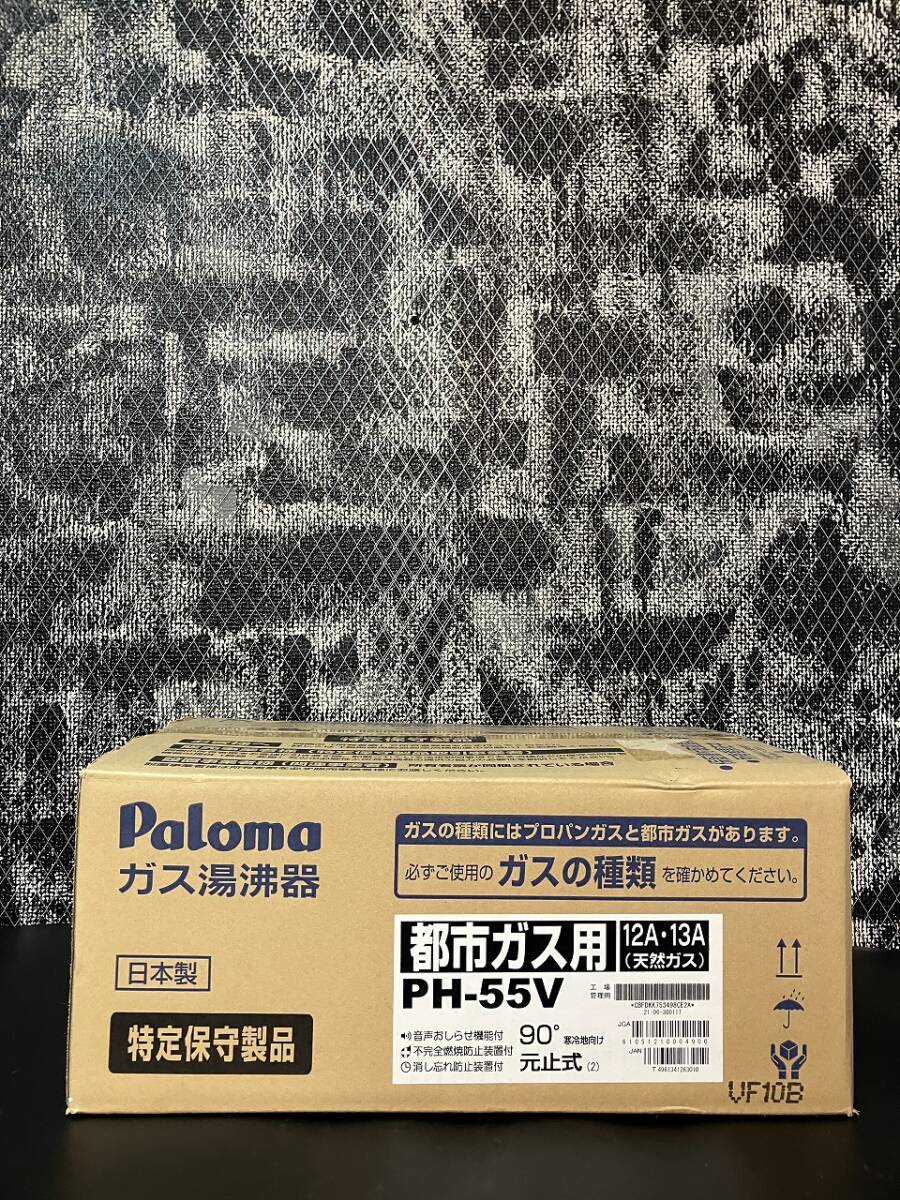 Paloma
ガス湯沸器
日本製
特定保守製品
ガスの種類にはプロパンガスと都市ガスがあります。
必ずご使用の ガスの種類 を確かめてください。
都市ガス用 12A・13A (天然ガス)
PH-55V
工場管理用
*CBFDKK753498CE2A*
21-06-300117
音声おしらせ機能付
不完全燃焼防止装置付
消し忘れ防止装置付
90° 寒冷地向け
元止式 (2)
JGA
61051210004900
JAN
T 4961341263010
VF10B